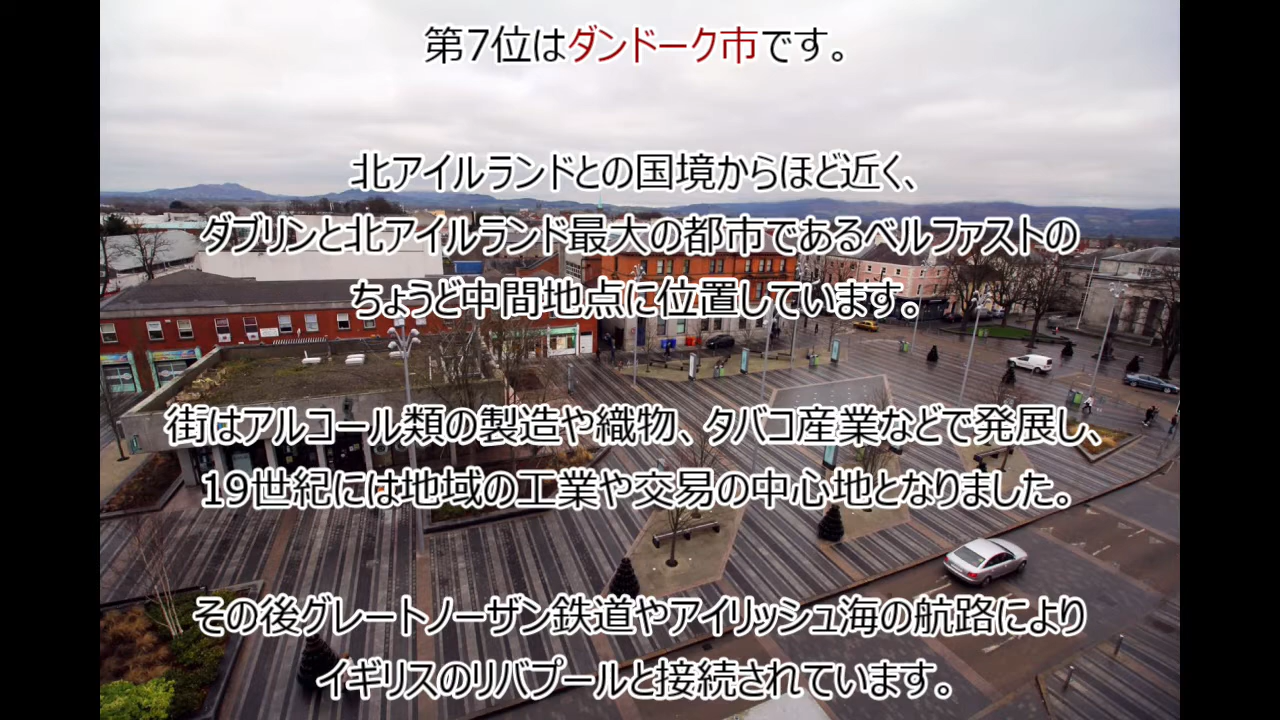 第7位はダンドーク市です。
北アイルランドとの国境からほど近く、
ダブリンと北アイルランド最大の都市であるベルファストの
ちょうど中間地点に位置しています。
街はアルコール類の製造や織物、タバコ産業などで発展し、
19世紀には地域の工業や交易の中心地となりました。
その後グレートノーザン鉄道やアイリッシュ海の航路により
イギリスのリバプールと接続されています。